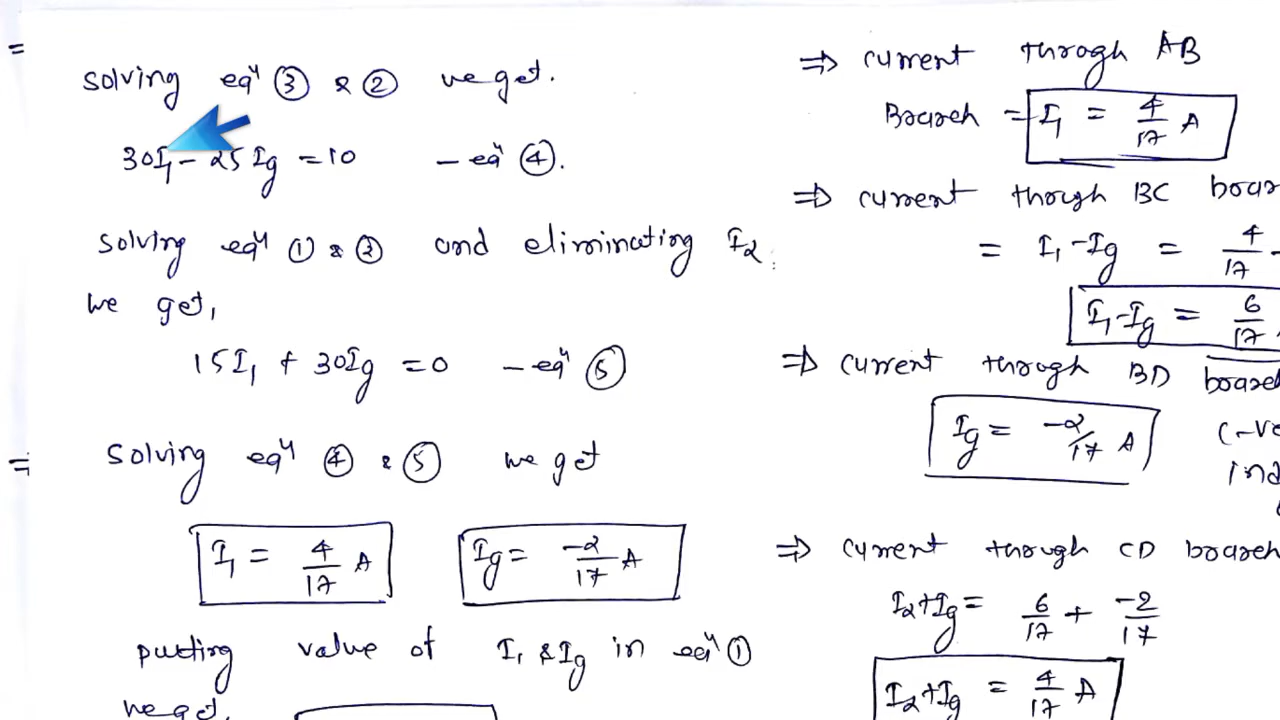 =
Solving eqⁿ ③ & ② we get.
30I₁ - 25Ig = 10 - eqⁿ ④.
Solving eqⁿ ① & ② and eliminating I₂
We get,
15I₁ + 30Ig = 0 - eqⁿ ⑤
= Solving eqⁿ ④ & ⑤ we get
I₁ = 4/17 A Ig = -2/17 A
putting value of I₁ & Ig in eqⁿ ①
we get,
⇒ current through AB
Branch = I₁ = 4/17 A
⇒ current though BC
= I₁ - Ig = 4/17 -
I₁ - Ig = 6/17
⇒ current through BD
Ig = -2/17 A
(-ve
⇒ current through CD branch
I₂ + Ig = 6/17 + -2/17
I₂ + Ig = 4/17 A